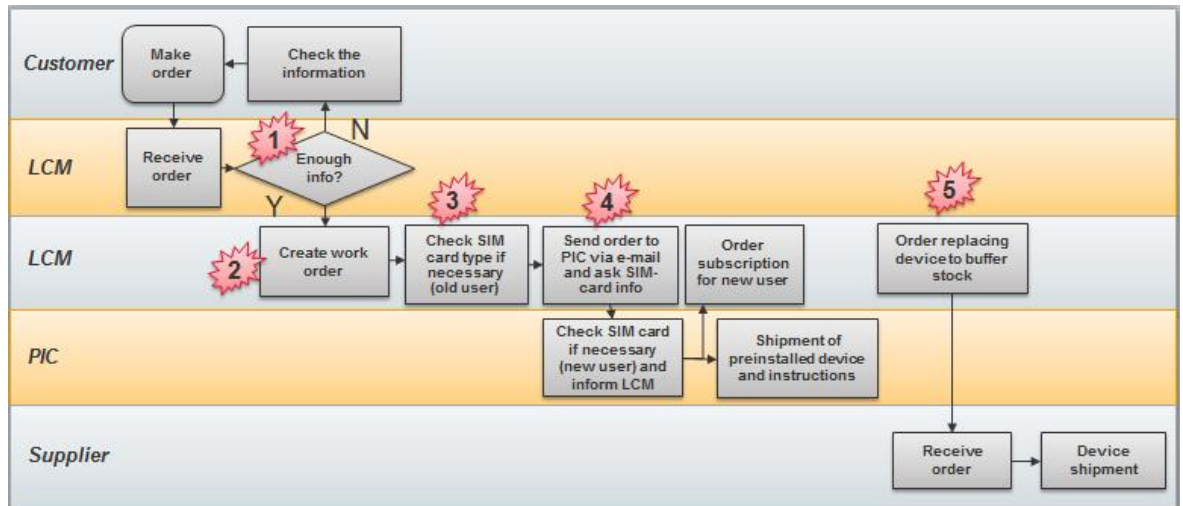 Customer
Make
order
Check the
information
LCM
Receive
order
1
Enough
info?
N
Y
LCM
2
Create work
order
3
Check SIM
card type if
necessary
(old user)
4
Send order to
PIC via e-mail
and ask SIM-
card info
Order
subscription
for new user
5
Order replacing
device to buffer
stock
PIC
Check SIM card
if necessary
(new user) and
inform LCM
Shipment of
preinstalled device
and instructions
Supplier
Receive
order
Device
shipment